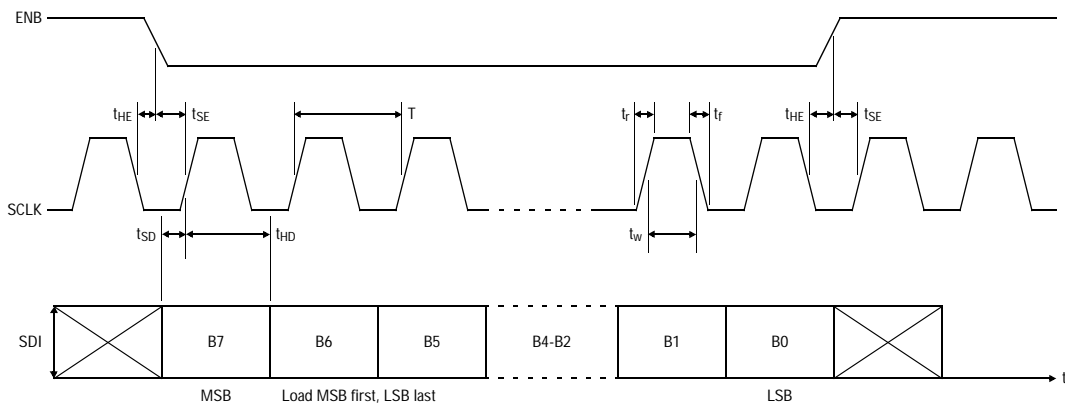 ENB
tHE tSE T tr tf tHE tSE
SCLK
tSD tHD tw
SDI B7 B6 B5 B4-B2 B1 B0 t
MSB Load MSB first, LSB last LSB